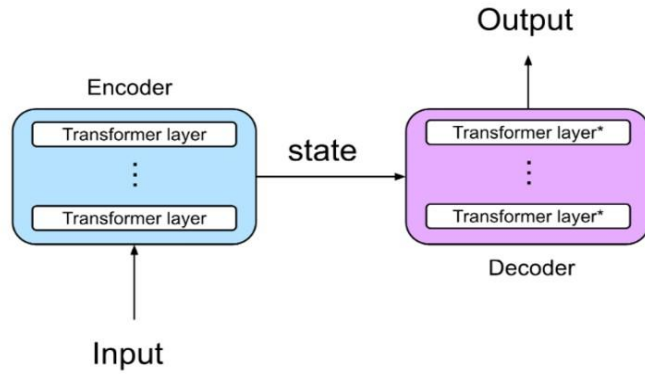 Output
Encoder
Transformer layer
⋮
Transformer layer
state
Transformer layer*
⋮
Transformer layer*
Decoder
Input